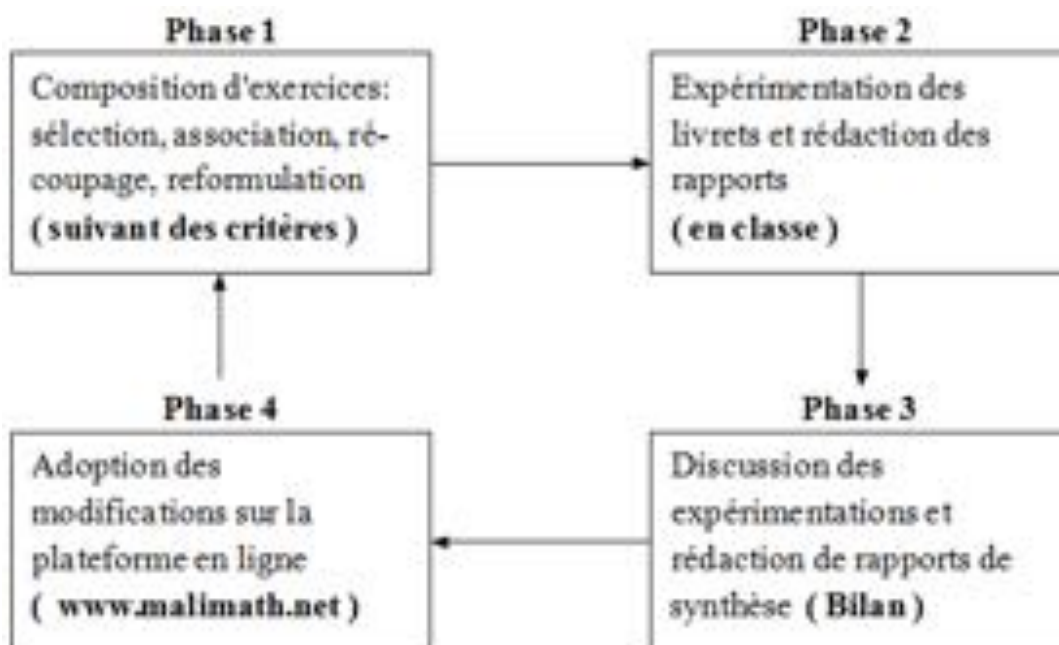 Phase 1
Composition d'exercices:
sélection, association, ré-
coupage, reformulation
( suivant des critères )
Phase 2
Expérimentation des
livrets et rédaction des
rapports
( en classe )
Phase 3
Discussion des
expérimentations et
rédaction de rapports de
synthèse ( Bilan )
Phase 4
Adoption des
modifications sur la
plateforme en ligne
( www.malimath.net )